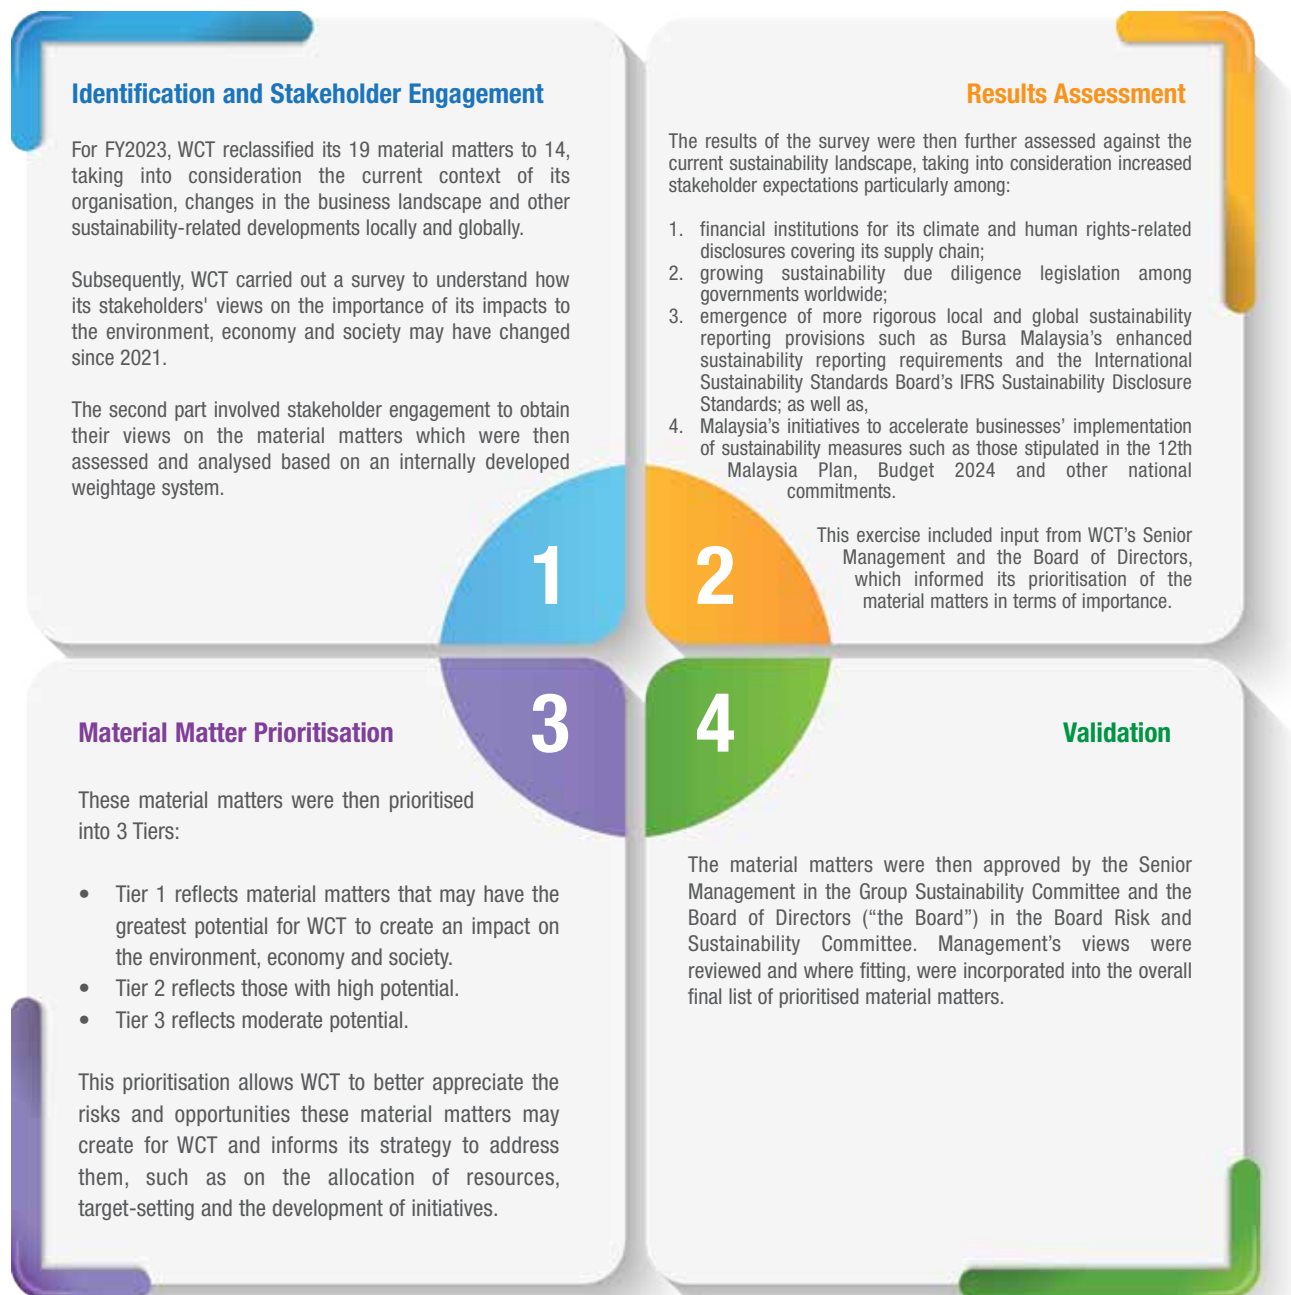 Identification and Stakeholder Engagement
For FY2023, WCT reclassified its 19 material matters to 14,
taking into consideration the current context of its
organisation, changes in the business landscape and other
sustainability-related developments locally and globally.
Subsequently, WCT carried out a survey to understand how
its stakeholders' views on the importance of its impacts to
the environment, economy and society may have changed
since 2021.
The second part involved stakeholder engagement to obtain
their views on the material matters which were then
assessed and analysed based on an internally developed
weightage system.
1
Results Assessment
The results of the survey were then further assessed against the
current sustainability landscape, taking into consideration increased
stakeholder expectations particularly among:
1. financial institutions for its climate and human rights-related
disclosures covering its supply chain;
2. growing sustainability due diligence legislation among
governments worldwide;
3. emergence of more rigorous local and global sustainability
reporting provisions such as Bursa Malaysia’s enhanced
sustainability reporting requirements and the International
Sustainability Standards Board’s IFRS Sustainability Disclosure
Standards; as well as,
4. Malaysia’s initiatives to accelerate businesses’ implementation
of sustainability measures such as those stipulated in the 12th
Malaysia Plan, Budget 2024 and other national
commitments.
This exercise included input from WCT’s Senior
Management and the Board of Directors,
which informed its prioritisation of the
material matters in terms of importance.
2
Material Matter Prioritisation
3
These material matters were then prioritised
into 3 Tiers:
• Tier 1 reflects material matters that may have the
greatest potential for WCT to create an impact on
the environment, economy and society.
• Tier 2 reflects those with high potential.
• Tier 3 reflects moderate potential.
This prioritisation allows WCT to better appreciate the
risks and opportunities these material matters may
create for WCT and informs its strategy to address
them, such as on the allocation of resources,
target-setting and the development of initiatives.
4
Validation
The material matters were then approved by the Senior
Management in the Group Sustainability Committee and the
Board of Directors (“the Board”) in the Board Risk and
Sustainability Committee. Management’s views were
reviewed and where fitting, were incorporated into the overall
final list of prioritised material matters.